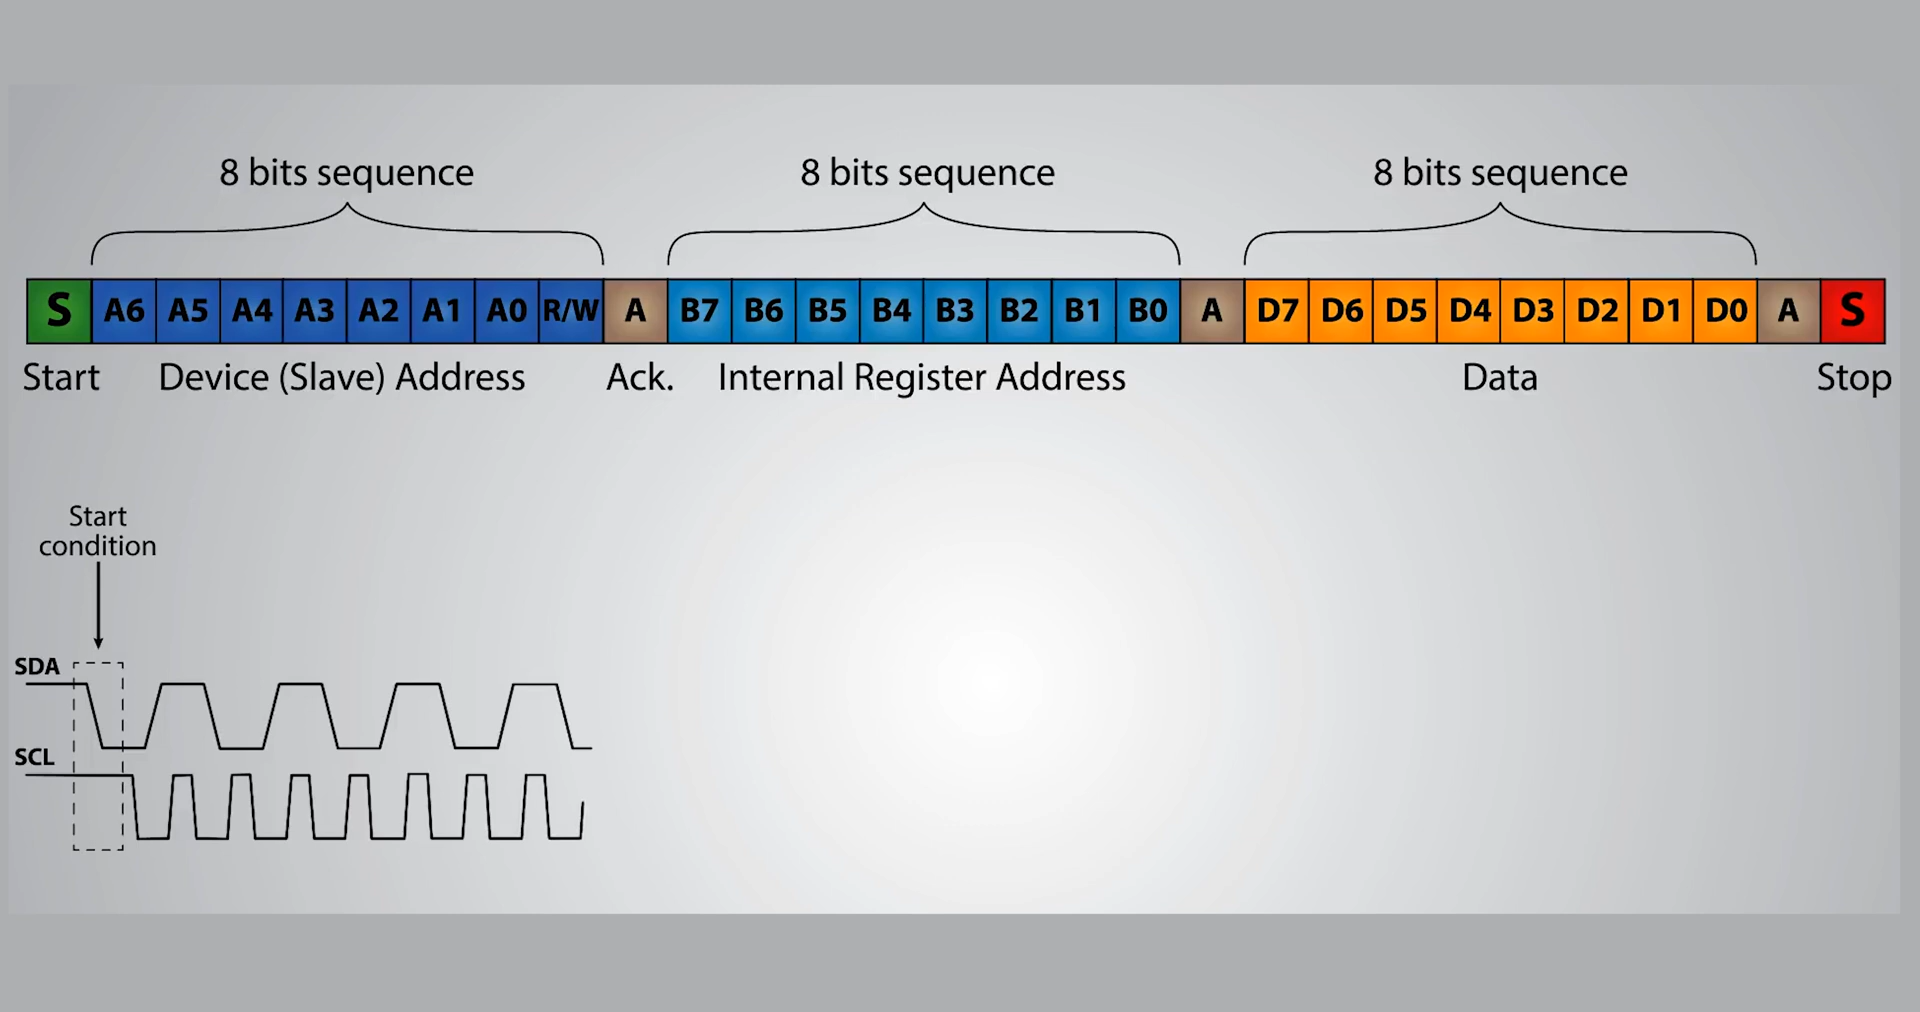 8 bits sequence 8 bits sequence 8 bits sequence
S A6 A5 A4 A3 A2 A1 A0 R/W A B7 B6 B5 B4 B3 B2 B1 B0 A D7 D6 D5 D4 D3 D2 D1 D0 A S
Start Device (Slave) Address Ack. Internal Register Address Data Stop
Start
condition
SDA
SCL